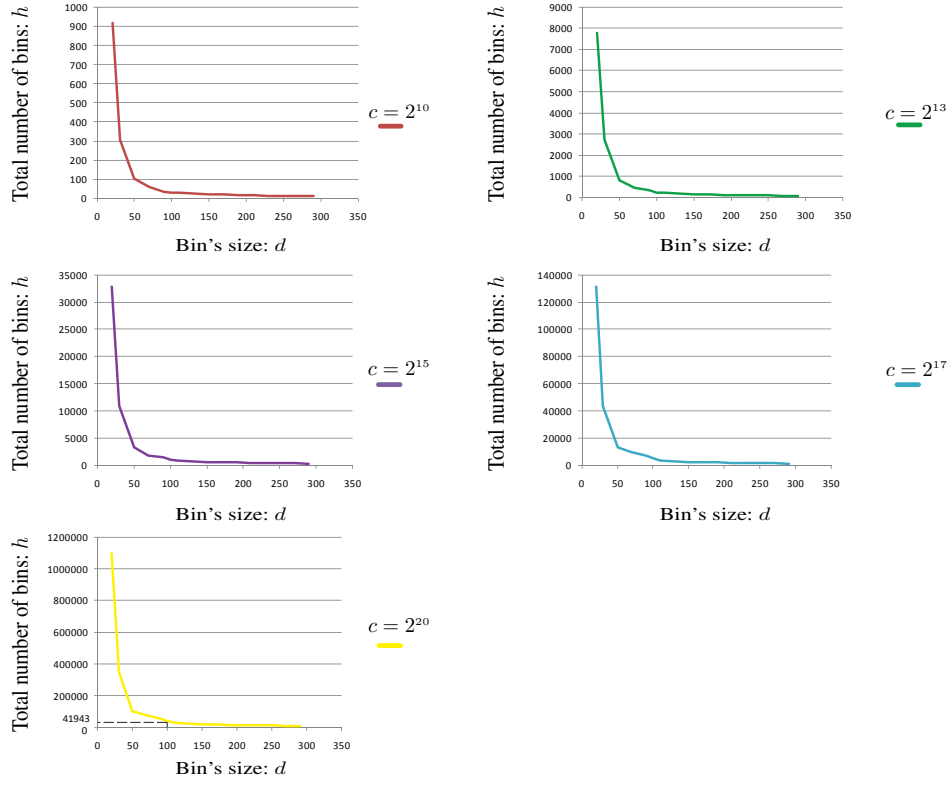 Total number of bins: h
1000
900
800
700
600
500
400
300
200
100
0
0 50 100 150 200 250 300 350
Bin's size: d
c = 2^10
Total number of bins: h
9000
8000
7000
6000
5000
4000
3000
2000
1000
0
0 50 100 150 200 250 300 350
Bin's size: d
c = 2^13
Total number of bins: h
35000
30000
25000
20000
15000
10000
5000
0
0 50 100 150 200 250 300 350
Bin's size: d
c = 2^15
Total number of bins: h
140000
120000
100000
80000
60000
40000
20000
0
0 50 100 150 200 250 300 350
Bin's size: d
c = 2^17
Total number of bins: h
1200000
1000000
800000
600000
400000
200000
41943
0
0 50 100 150 200 250 300 350
Bin's size: d
c = 2^20